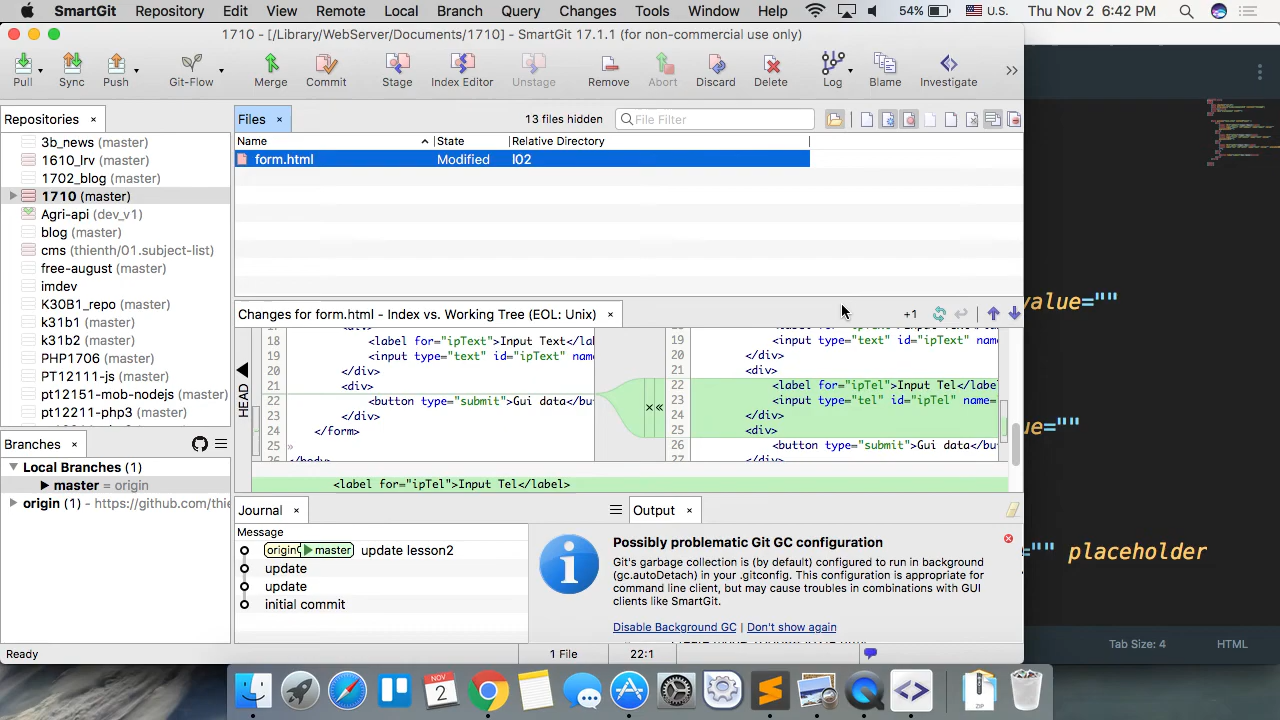 SmartGit Repository Edit View Remote Local Branch Query Changes Tools Window Help 54% U.S. Thu Nov 2 6:42 PM
1710 - [/Library/WebServer/Documents/1710] - SmartGit 17.1.1 (for non-commercial use only)
Pull Sync Push Git-Flow Merge Commit Stage Index Editor Unstage Remove Abort Discard Delete Log Blame Investigate
Repositories
3b_news (master)
1610_lrv (master)
1702_blog (master)
1710 (master)
Agri-api (dev_v1)
blog (master)
cms (thienth/01.subject-list)
free-august (master)
imdev
K30B1_repo (master)
k31b1 (master)
k31b2 (master)
PHP1706 (master)
PT12111-js (master)
pt12151-mob-nodejs (master)
pt12211-php3 (master)
Branches
Local Branches (1)
master = origin
origin (1) - https://github.com/thi
Files 13 files hidden File Filter
Name State Relative Directory
form.html Modified l02
Changes for form.html - Index vs. Working Tree (EOL: Unix) +1
HEAD
18 <label for="ipText">Input Text</la
19 <input type="text" id="ipText" nam
20 </div>
21 <div>
22 <button type="submit">Gui data</bu
23 </div>
24 </form>
25 »
26 </body>
19
20 <input type="text" id="ipText" name
20 </div>
21 <div>
22 <label for="ipTel">Input Tel</labe
23 <input type="tel" id="ipTel" name=
24 </div>
25 <div>
26 <button type="submit">Gui data</bu
27 </div>
<label for="ipTel">Input Tel</label>
Journal
Message
origin master update lesson2
update
update
initial commit
Output
Possibly problematic Git GC configuration
Git's garbage collection is (by default) configured to run in background
(gc.autoDetach) in your .gitconfig. This configuration is appropriate for
command line client, but may cause troubles in combinations with GUI
clients like SmartGit.
Disable Background GC | Don't show again
Ready 1 File 22:1
value=""
ue=""
="" placeholder
Tab Size: 4 HTML
NOV
2
ZIP